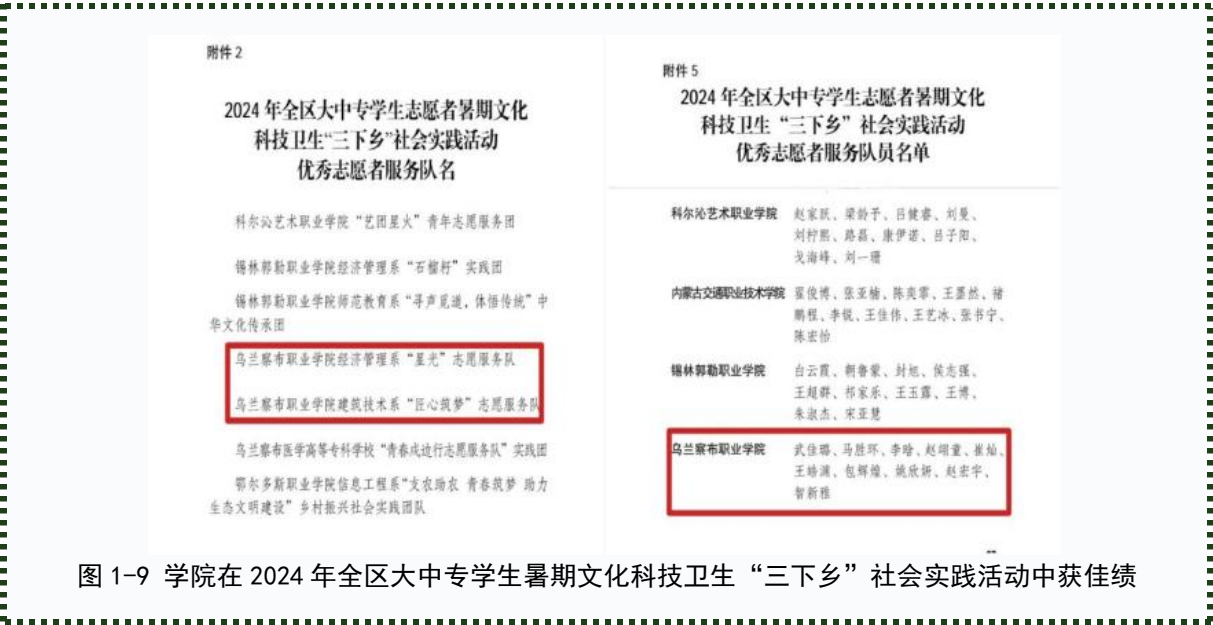 附件 2
2024 年全区大中专学生志愿者暑期文化
科技卫生“三下乡”社会实践活动
优秀志愿者服务队名
科尔沁艺术职业学院“艺团星火”青年志愿服务团
锡林郭勒职业学院经济管理系“石榴籽”实践团
锡林郭勒职业学院师范教育系“寻声觅道，体悟传统”中
华文化传承团
乌兰察布职业学院经济管理系“星光”志愿服务队
乌兰察布职业学院建筑技术系“匠心筑梦”志愿服务队
乌兰察布医学高等专科学校“青春戍边行志愿服务队”实践团
鄂尔多斯职业学院信息工程系“支农助农 青春筑梦 助力
生态文明建设”乡村振兴社会实践团队
附件 5
2024 年全区大中专学生志愿者暑期文化
科技卫生“三下乡”社会实践活动
优秀志愿者服务队员名单
科尔沁艺术职业学院 赵家跃、梁龄予、吕健睿、刘曼、
刘柠熙、路磊、康伊诺、吕子阳、
戈海峰、刘一珊
内蒙古交通职业技术学院 翟俊博、张亚楠、陈奕霏、王墨然、褚
鹏程、李锐、王佳伟、王艺冰、张书宁、
陈宏怡
锡林郭勒职业学院 白云霞、朝鲁蒙、封旭、侯志强、
王超群、祁家乐、王玉露、王博、
朱淑杰、宋亚慧
乌兰察布职业学院 武佳璐、马胜环、李晗、赵翊童、崔灿、
包辉煌、姚欣妍、赵宏宇、
智新雅
图 1-9 学院在 2024 年全区大中专学生暑期文化科技卫生“三下乡”社会实践活动中获佳绩